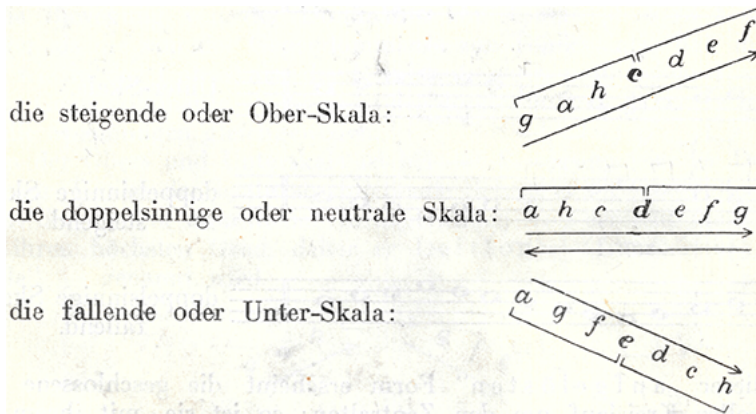 die steigende oder Ober-Skala: g a h c d e f
die doppelsinnige oder neutrale Skala: a h c d e f g
die fallende oder Unter-Skala: a g f e d c h